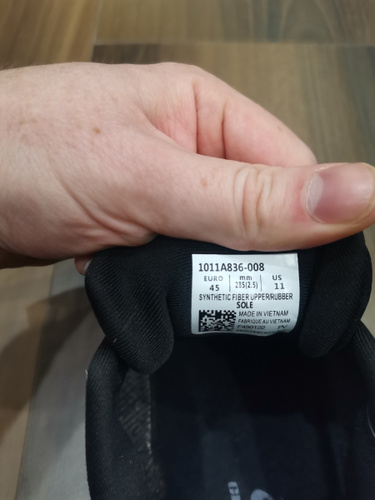 1011A836-008
EURO mm US
45 285(2.5) 11
SYNTHETIC FIBER UPPER/RUBBER
SOLE
MADE IN VIETNAM
FABRIQUE AU VIETNAM